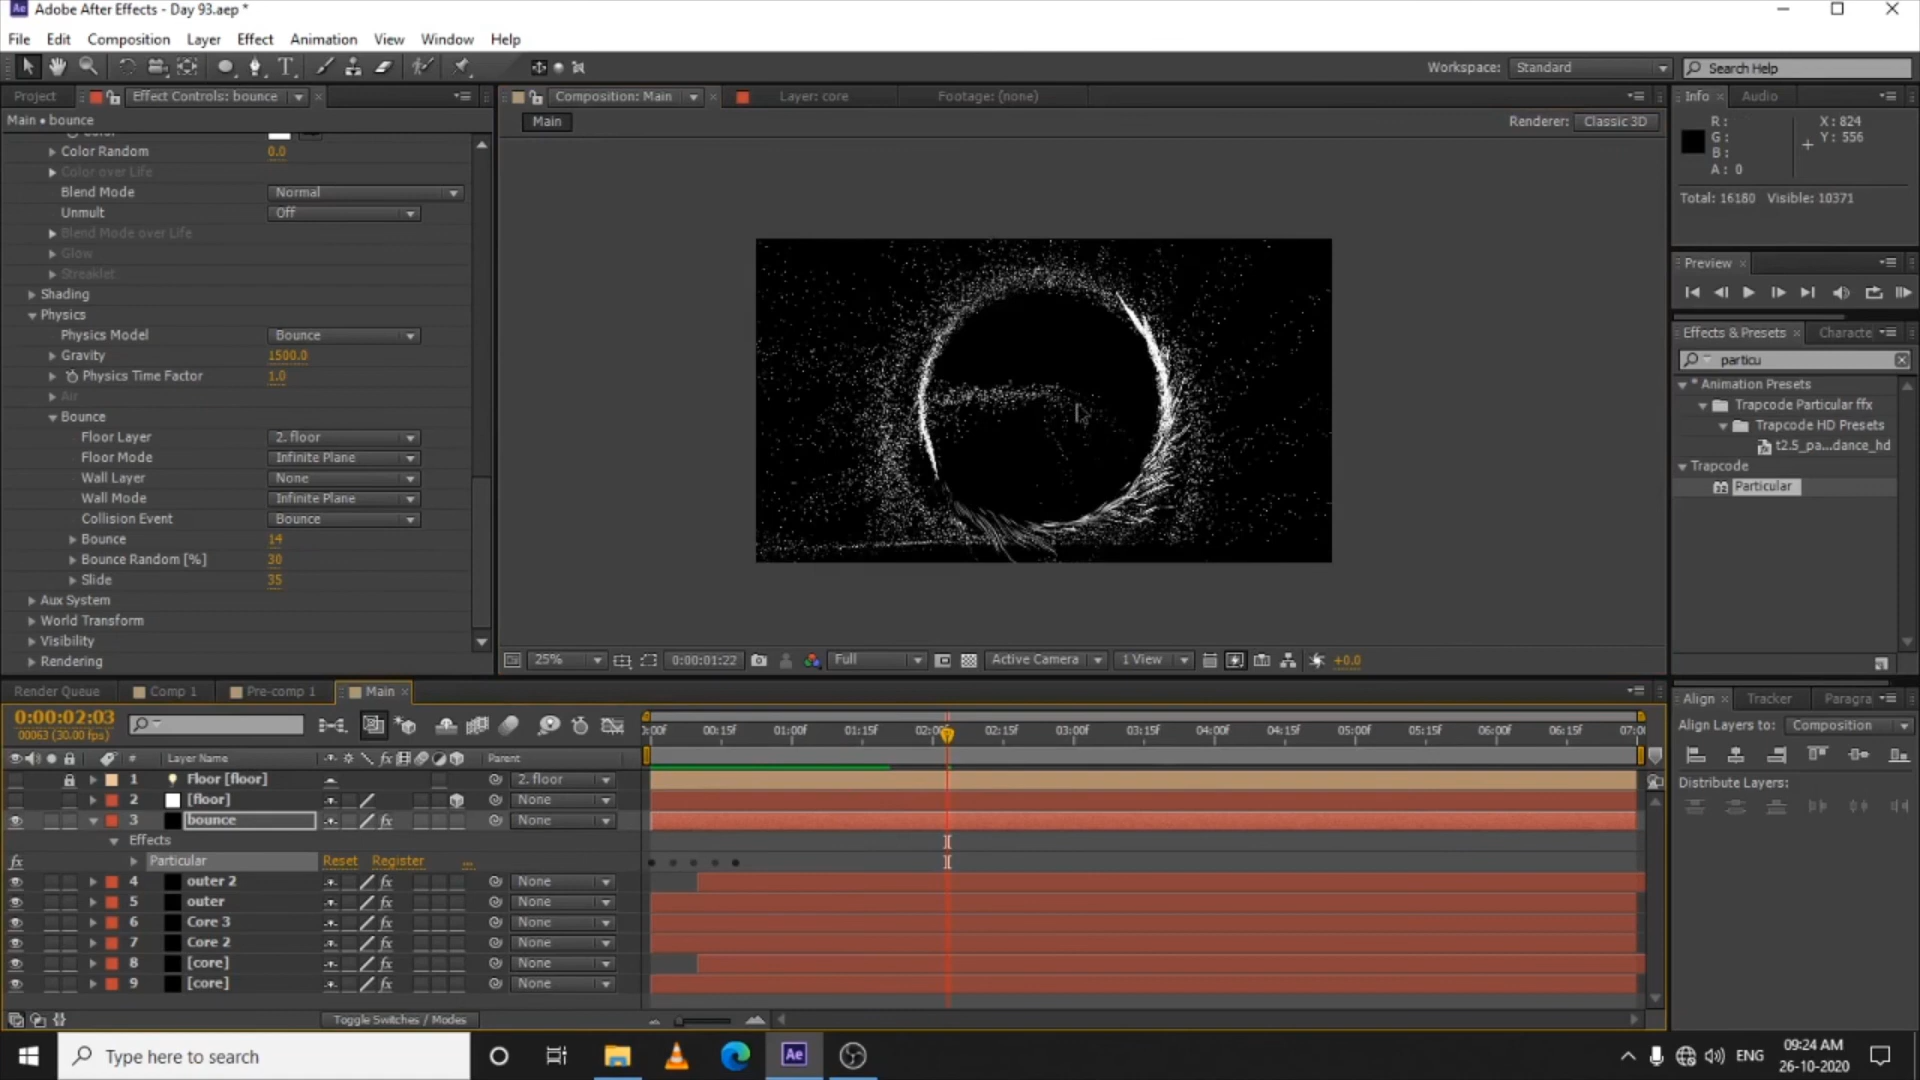 Adobe After Effects - Day 93.aep *
File Edit Composition Layer Effect Animation View Window Help
Workspace: Standard Search Help
Project Effect Controls: bounce
Composition: Main Layer: core Footage: (none)
Info Audio
Main • bounce
Main
Renderer: Classic 3D
R: X: 824
G: Y: 556
B:
A: 0
Total: 16180 Visible: 10371
Color
Color Random 0.0
Color over Life
Blend Mode Normal
Unmult Off
Blend Mode over Life
Glow
Streaklet
Shading
Physics
Physics Model Bounce
Gravity 1500.0
Physics Time Factor 1.0
Air
Bounce
Floor Layer 2. floor
Floor Mode Infinite Plane
Wall Layer None
Wall Mode Infinite Plane
Collision Event Bounce
Bounce 14
Bounce Random [%] 30
Slide 35
Aux System
World Transform
Visibility
Rendering
Preview
Effects & Presets Characte
particu
* Animation Presets
Trapcode Particular ffx
Trapcode HD Presets
t2.5_pa...dance_hd
Trapcode
Particular
25% 0:00:01:22 Full Active Camera 1 View +0.0
Render Queue Comp 1 Pre-comp 1 Main
0:00:02:03
00063 (30.00 fps)
:00f 00:15f 01:00f 01:15f 02:00f 02:15f 03:00f 03:15f 04:00f 04:15f 05:00f 05:15f 06:00f 06:15f 07:0
# Layer Name fx Parent
1 Floor [floor] 2. floor
2 [floor] None
3 bounce fx None
Effects
fx Particular Reset Register ...
4 outer 2 fx None
5 outer fx None
6 Core 3 fx None
7 Core 2 fx None
8 [core] fx None
9 [core] fx None
Toggle Switches / Modes
Align Tracker Paragra
Align Layers to: Composition
Distribute Layers:
Type here to search
Ae
ENG
09:24 AM
26-10-2020